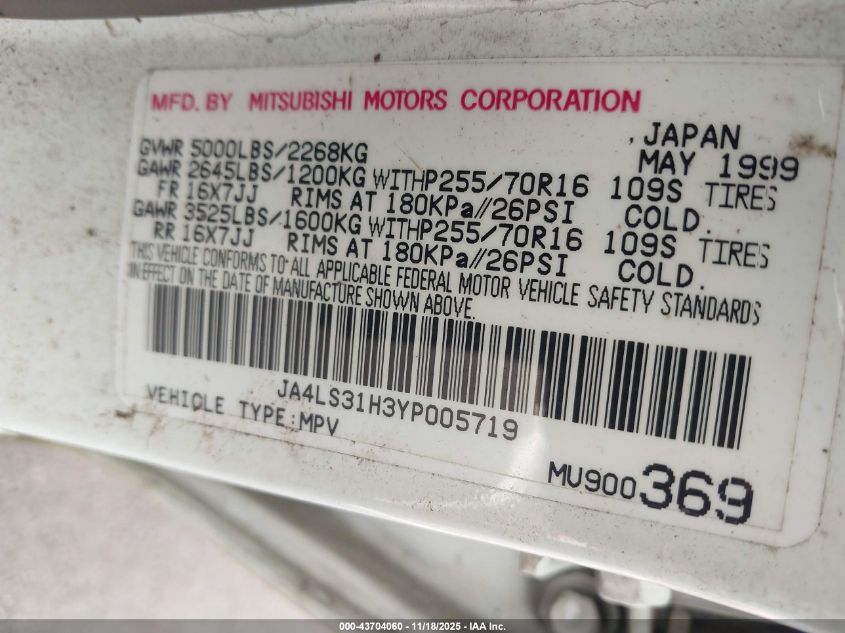 MFD. BY MITSUBISHI MOTORS CORPORATION
, JAPAN
GVWR 5000LBS/2268KG MAY 1999
GAWR 2645LBS/1200KG WITHP255/70R16 109S TIRES
FR 16X7JJ RIMS AT 180KPa//26PSI COLD.
GAWR 3525LBS/1600KG WITHP255/70R16 109S TIRES
RR 16X7JJ RIMS AT 180KPa//26PSI COLD.
THIS VEHICLE CONFORMS TO ALL APPLICABLE FEDERAL MOTOR VEHICLE SAFETY STANDARDS
IN EFFECT ON THE DATE OF MANUFACTURE SHOWN ABOVE.
JA4LS31H3YP005719
VEHICLE TYPE:MPV
MU900369
000-43704060 - 11/18/2025 - IAA Inc.